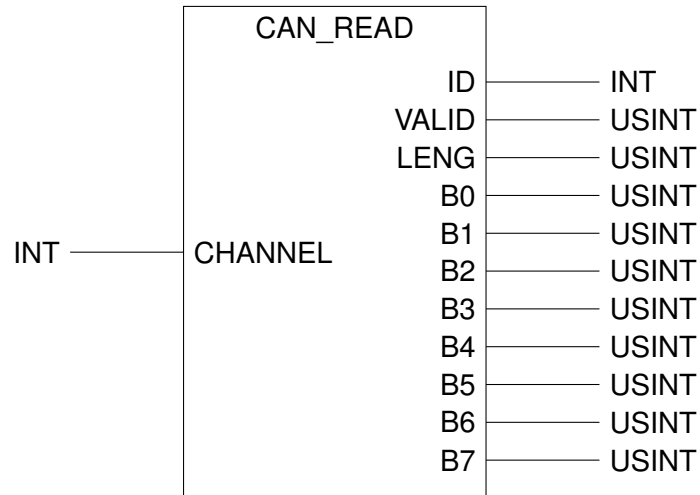 CAN_READ
ID INT
VALID USINT
LENG USINT
B0 USINT
B1 USINT
INT CHANNEL B2 USINT
B3 USINT
B4 USINT
B5 USINT
B6 USINT
B7 USINT